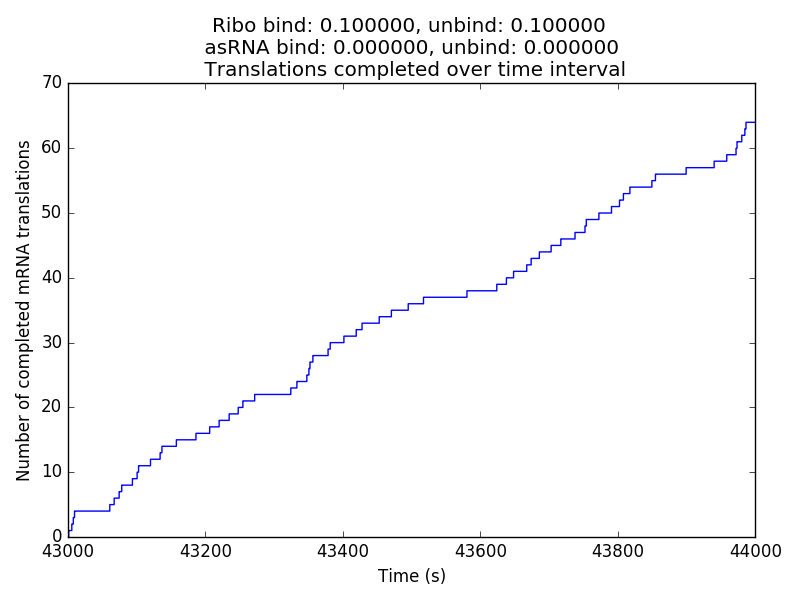 Ribo bind: 0.100000, unbind: 0.100000
asRNA bind: 0.000000, unbind: 0.000000
Translations completed over time interval
70
60
50
40
30
20
10
0
Number of completed mRNA translations
43000 43200 43400 43600 43800 44000
Time (s)